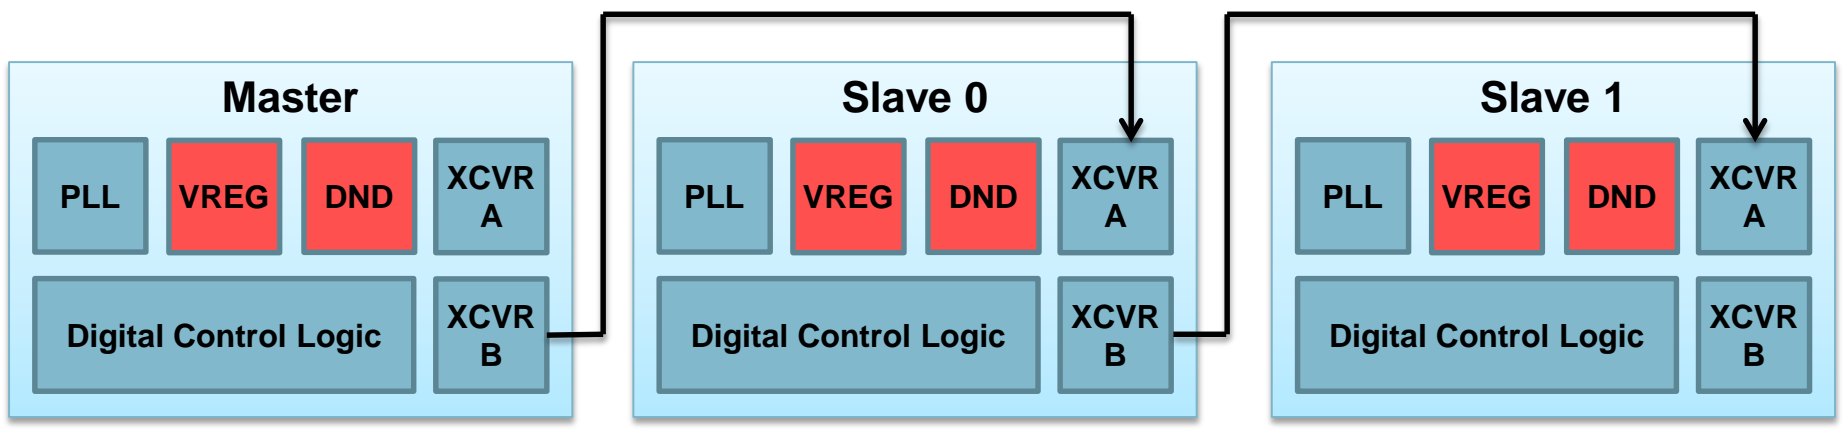 Master
PLL
VREG
DND
XCVR
A
Digital Control Logic
XCVR
B
Slave 0
PLL
VREG
DND
XCVR
A
Digital Control Logic
XCVR
B
Slave 1
PLL
VREG
DND
XCVR
A
Digital Control Logic
XCVR
B